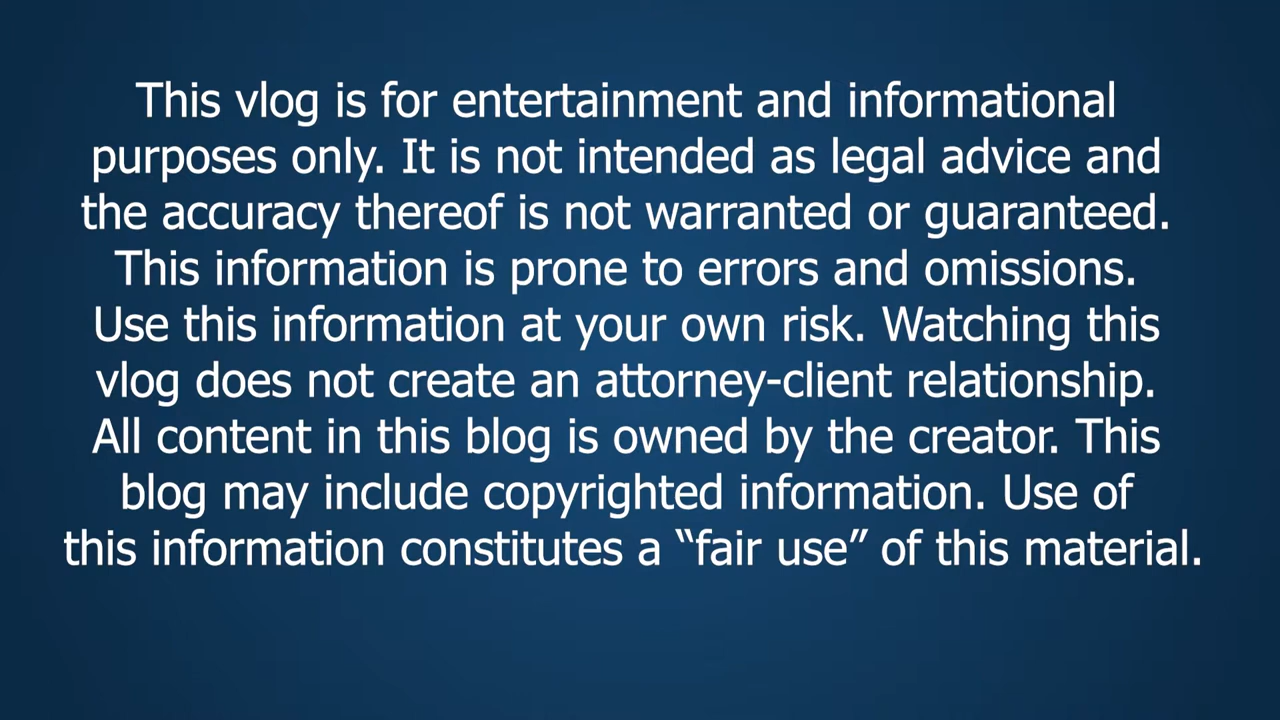 This vlog is for entertainment and informational
purposes only. It is not intended as legal advice and
the accuracy thereof is not warranted or guaranteed.
This information is prone to errors and omissions.
Use this information at your own risk. Watching this
vlog does not create an attorney-client relationship.
All content in this blog is owned by the creator. This
blog may include copyrighted information. Use of
this information constitutes a “fair use” of this material.